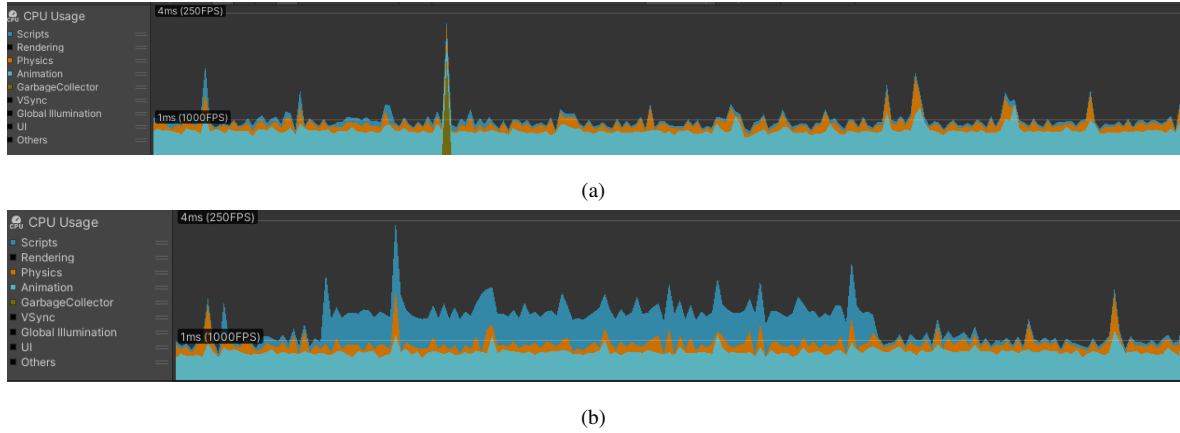 CPU Usage
4ms (250FPS)
Scripts
Rendering
Physics
Animation
GarbageCollector
VSync
Global Illumination
UI
Others
1ms (1000FPS)
(a)
CPU Usage
4ms (250FPS)
Scripts
Rendering
Physics
Animation
GarbageCollector
VSync
Global Illumination
UI
Others
1ms (1000FPS)
(b)